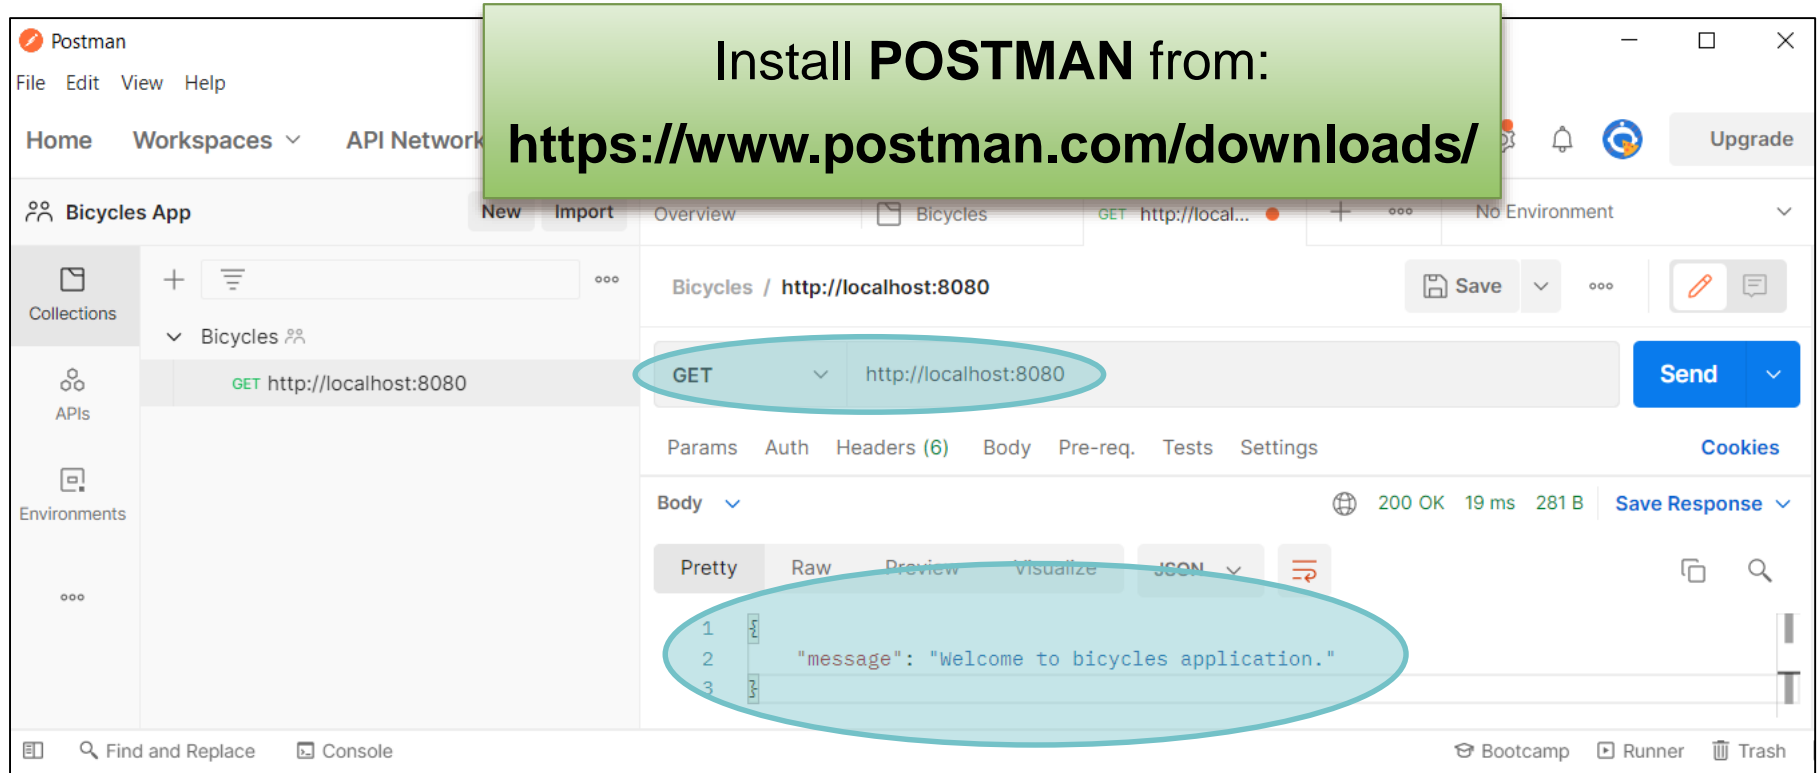 Postman
File Edit View Help
Install POSTMAN from:
https://www.postman.com/downloads/
Home Workspaces API Network
Upgrade
Bicycles App New Import
Overview Bicycles GET http://local... No Environment
Collections
Bicycles / http://localhost:8080 Save
Bicycles
GET http://localhost:8080
APIs
GET http://localhost:8080 Send
Params Auth Headers (6) Body Pre-req. Tests Settings Cookies
Environments
Body 200 OK 19 ms 281 B Save Response
Pretty Raw Preview Visualize JSON
1 {
2 "message": "Welcome to bicycles application."
3 }
Find and Replace Console Bootcamp Runner Trash